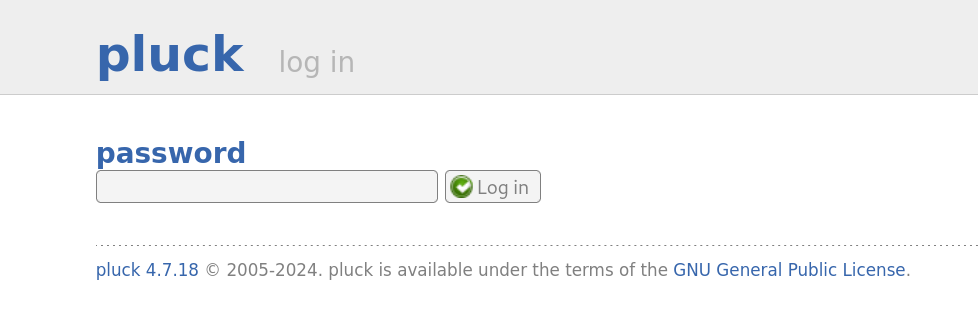 pluck log in
password
Log in
pluck 4.7.18 © 2005-2024. pluck is available under the terms of the GNU General Public License.